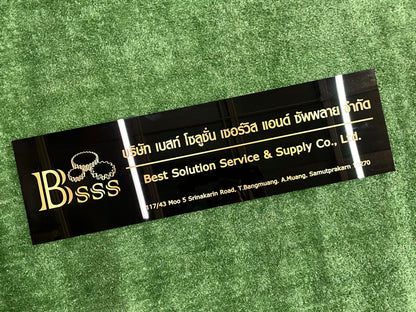 Bsss
บริษัท เบสท์ โซลูชั่น เซอร์วิส แอนด์ ซัพพลาย จำกัด
Best Solution Service & Supply Co., Ltd.
117/43 Moo 5 Srinakarin Road, T.Bangmuang, A.Muang, Samutprakarn